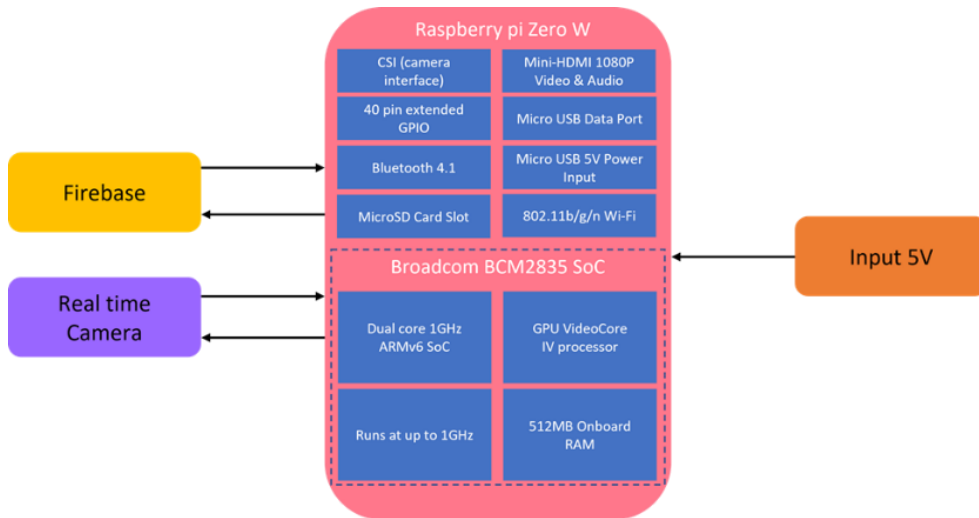 Raspberry pi Zero W
CSI (camera
interface)
Mini-HDMI 1080P
Video & Audio
40 pin extended
GPIO
Micro USB Data Port
Bluetooth 4.1
Micro USB 5V Power
Input
MicroSD Card Slot
802.11b/g/n Wi-Fi
Firebase
Real time
Camera
Input 5V
Broadcom BCM2835 SoC
Dual core 1GHz
ARMv6 SoC
GPU VideoCore
IV processor
Runs at up to 1GHz
512MB Onboard
RAM